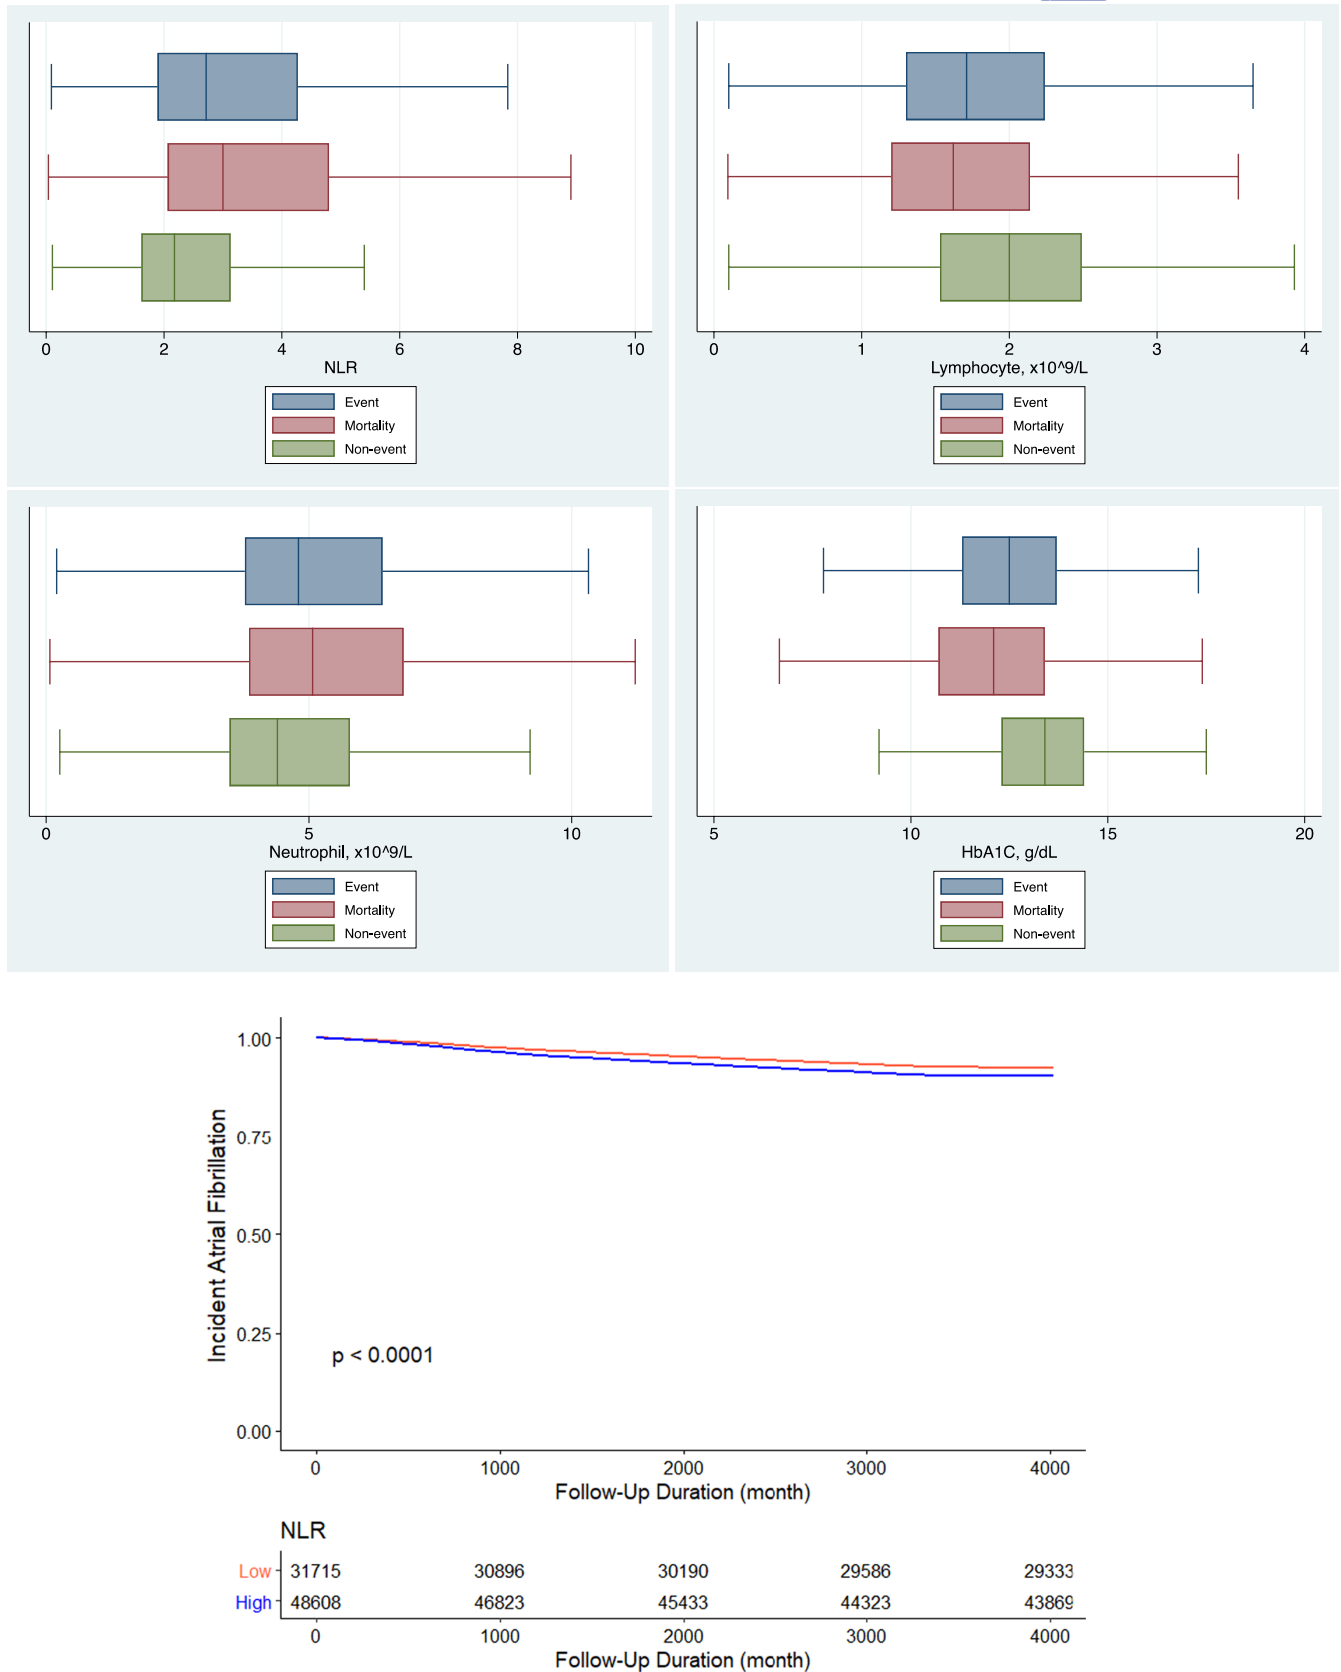 0 2 4 6 8 10
NLR
Event
Mortality
Non-event
0 1 2 3 4
Lymphocyte, x10^9/L
Event
Mortality
Non-event
0 5 10
Neutrophil, x10^9/L
Event
Mortality
Non-event
5 10 15 20
HbA1C, g/dL
Event
Mortality
Non-event
Incident Atrial Fibrillation
1.00
0.75
0.50
0.25
0.00
p < 0.0001
0 1000 2000 3000 4000
Follow-Up Duration (month)
NLR
Low 31715 30896 30190 29586 29333
High 48608 46823 45433 44323 43869
0 1000 2000 3000 4000
Follow-Up Duration (month)